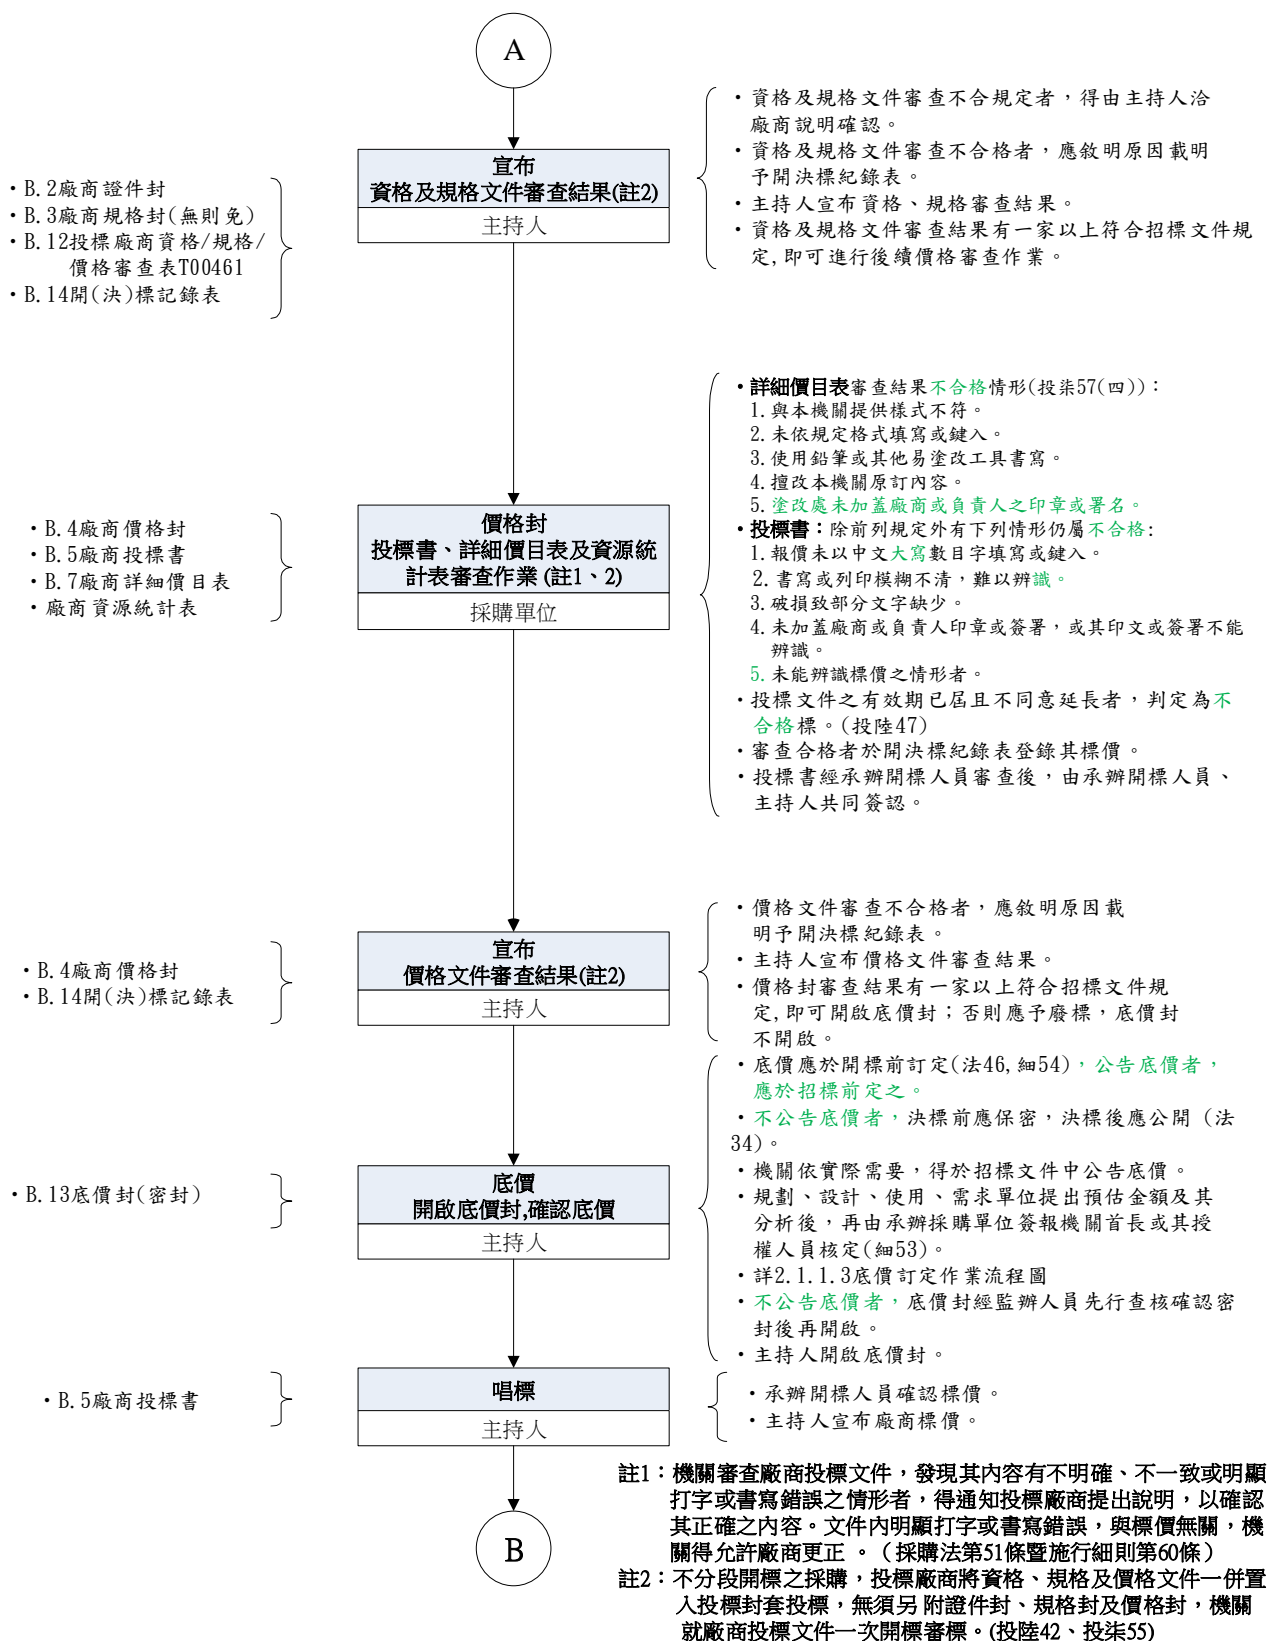 A
宣布
資格及規格文件審查結果(註2)
主持人
・B.2廠商證件封
・B.3廠商規格封(無則免)
・B.12投標廠商資格/規格/
價格審查表T00461
・B.14開(決)標記錄表
・資格及規格文件審查不合規定者，得由主持人洽
廠商說明確認。
・資格及規格文件審查不合格者，應敘明原因載明
予開決標紀錄表。
・主持人宣布資格、規格審查結果。
・資格及規格文件審查結果有一家以上符合招標文件規
定,即可進行後續價格審查作業。
價格封
投標書、詳細價目表及資源統
計表審查作業 (註1、2)
採購單位
・B.4廠商價格封
・B.5廠商投標書
・B.7廠商詳細價目表
・廠商資源統計表
・詳細價目表審查結果不合格情形(投柒57(四))：
1.與本機關提供樣式不符。
2.未依規定格式填寫或鍵入。
3.使用鉛筆或其他易塗改工具書寫。
4.擅改本機關原訂內容。
5.塗改處未加蓋廠商或負責人之印章或署名。
・投標書：除前列規定外有下列情形仍屬不合格:
1.報價未以中文大寫數目字填寫或鍵入。
2.書寫或列印模糊不清，難以辨識。
3.破損致部分文字缺少。
4.未加蓋廠商或負責人印章或簽署，或其印文或簽署不能
辨識。
5.未能辨識標價之情形者。
・投標文件之有效期已屆且不同意延長者，判定為不
合格標。(投陸47)
・審查合格者於開決標紀錄表登錄其標價。
・投標書經承辦開標人員審查後，由承辦開標人員、
主持人共同簽認。
宣布
價格文件審查結果(註2)
主持人
・B.4廠商價格封
・B.14開(決)標記錄表
・價格文件審查不合格者，應敘明原因載
明予開決標紀錄表。
・主持人宣布價格文件審查結果。
・價格封審查結果有一家以上符合招標文件規
定,即可開啟底價封；否則應予廢標，底價封
不開啟。
底價
開啟底價封,確認底價
主持人
・B.13底價封(密封)
・底價應於開標前訂定(法46,細54)，公告底價者，
應於招標前定之。
・不公告底價者，決標前應保密，決標後應公開 (法
34)。
・機關依實際需要，得於招標文件中公告底價。
・規劃、設計、使用、需求單位提出預估金額及其
分析後，再由承辦採購單位簽報機關首長或其授
權人員核定(細53)。
・詳2.1.1.3底價訂定作業流程圖
・不公告底價者，底價封經監辦人員先行查核確認密
封後再開啟。
・主持人開啟底價封。
唱標
主持人
・B.5廠商投標書
・承辦開標人員確認標價。
・主持人宣布廠商標價。
B
註1：機關審查廠商投標文件，發現其內容有不明確、不一致或明顯
打字或書寫錯誤之情形者，得通知投標廠商提出說明，以確認
其正確之內容。文件內明顯打字或書寫錯誤，與標價無關，機
關得允許廠商更正 。（ 採購法第51條暨施行細則第60條 ）
註2：不分段開標之採購，投標廠商將資格、規格及價格文件一併置
入投標封套投標，無須另 附證件封、規格封及價格封，機關
就廠商投標文件一次開標審標。(投陸42、投柒55)